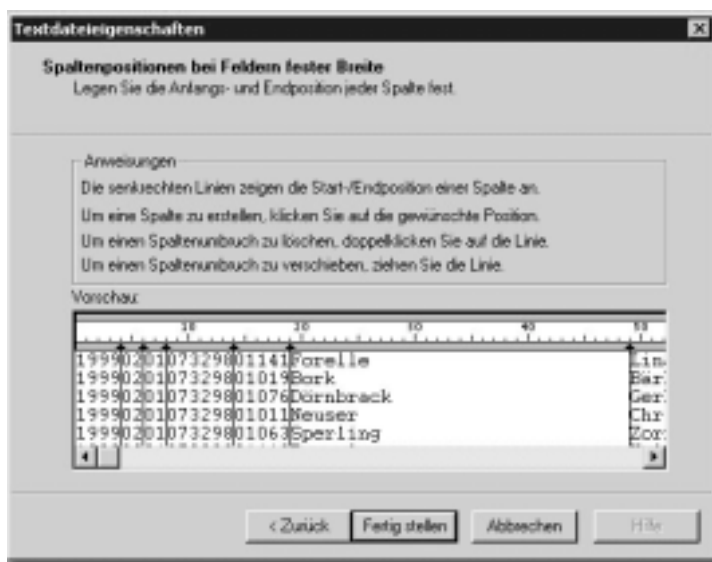 Textdateieigenschaften
Spaltenpositionen bei Feldern fester Breite
Legen Sie die Anfangs- und Endposition jeder Spalte fest.
Anweisungen
Die senkrechten Linien zeigen die Start-/Endposition einer Spalte an.
Um eine Spalte zu erstellen, klicken Sie auf die gewünschte Position.
Um einen Spaltenumbruch zu löschen, doppelklicken Sie auf die Linie.
Um einen Spaltenumbruch zu verschieben, ziehen Sie die Linie.
Vorschau:
10 20 30 40 50
1999 02 01 073298 01141 Forelle Lin
1999 02 01 073298 01019 Bork Bär
1999 02 01 073298 01076 Dörnbrack Ger
1999 02 01 073298 01011 Neuser Chr
1999 02 01 073298 01063 Sperling Zor
< Zurück Fertig stellen Abbrechen Hilfe